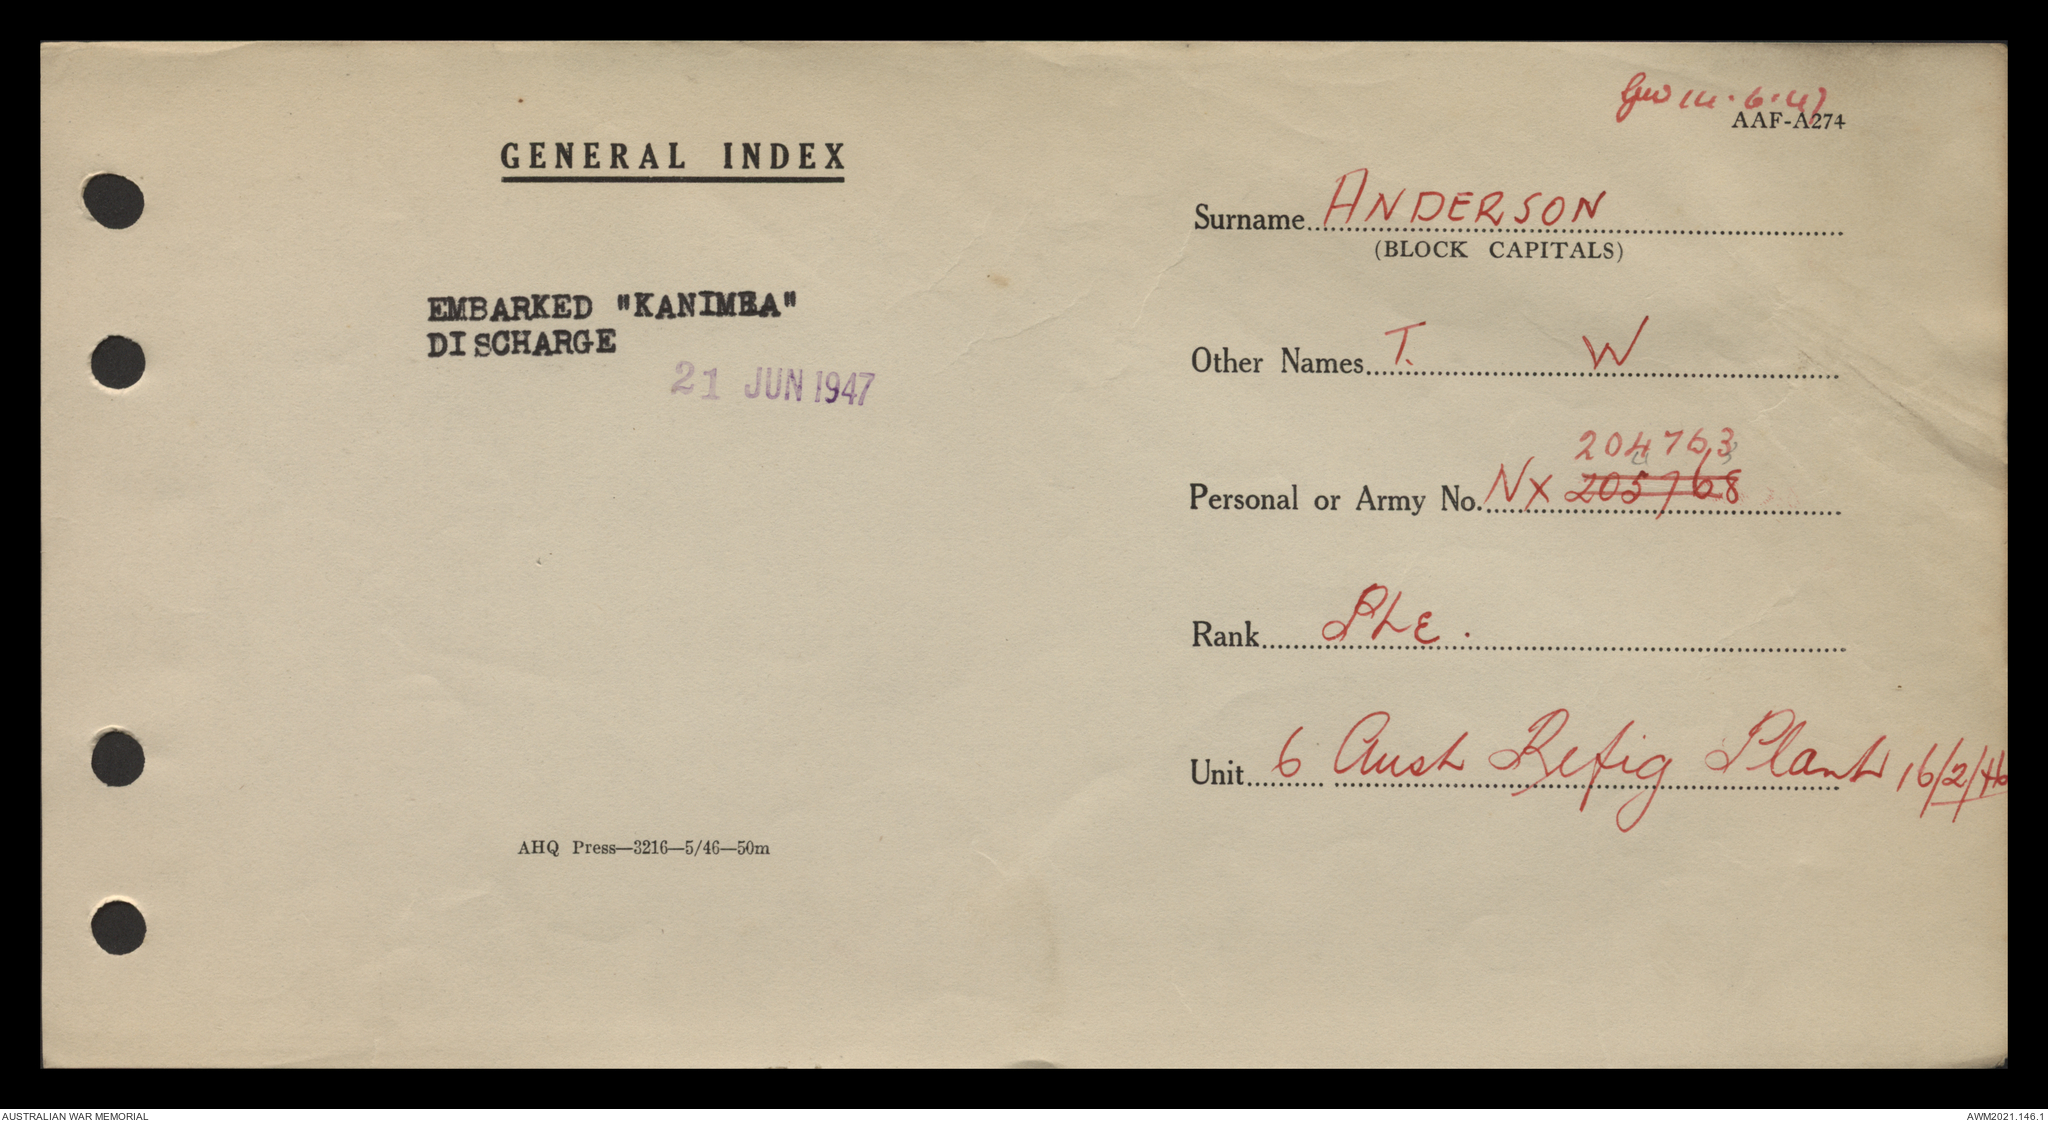 GENERAL INDEX
EMBARKED "KANIMBA"
DISCHARGE
21 JUN 1947
AHQ Press—3216—5/46—50m
14.6.47
AAF-A274
Surname ANDERSON
(BLOCK CAPITALS)
Other Names T. W
204763
Personal or Army No. NX 205768
Rank Pte.
Unit 6 Aust Refig Plant 16/2/46
AUSTRALIAN WAR MEMORIAL
AWM2021.146.1